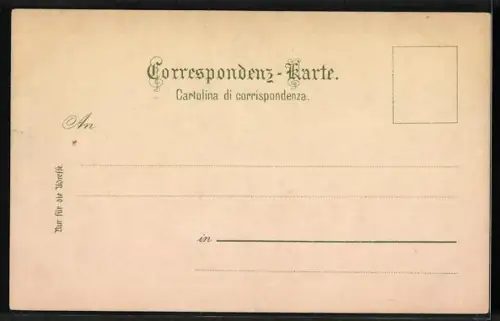 Correspondenz-Karte.
Cartolina di corrispondenza.
An
Nur für die Adresse.
in